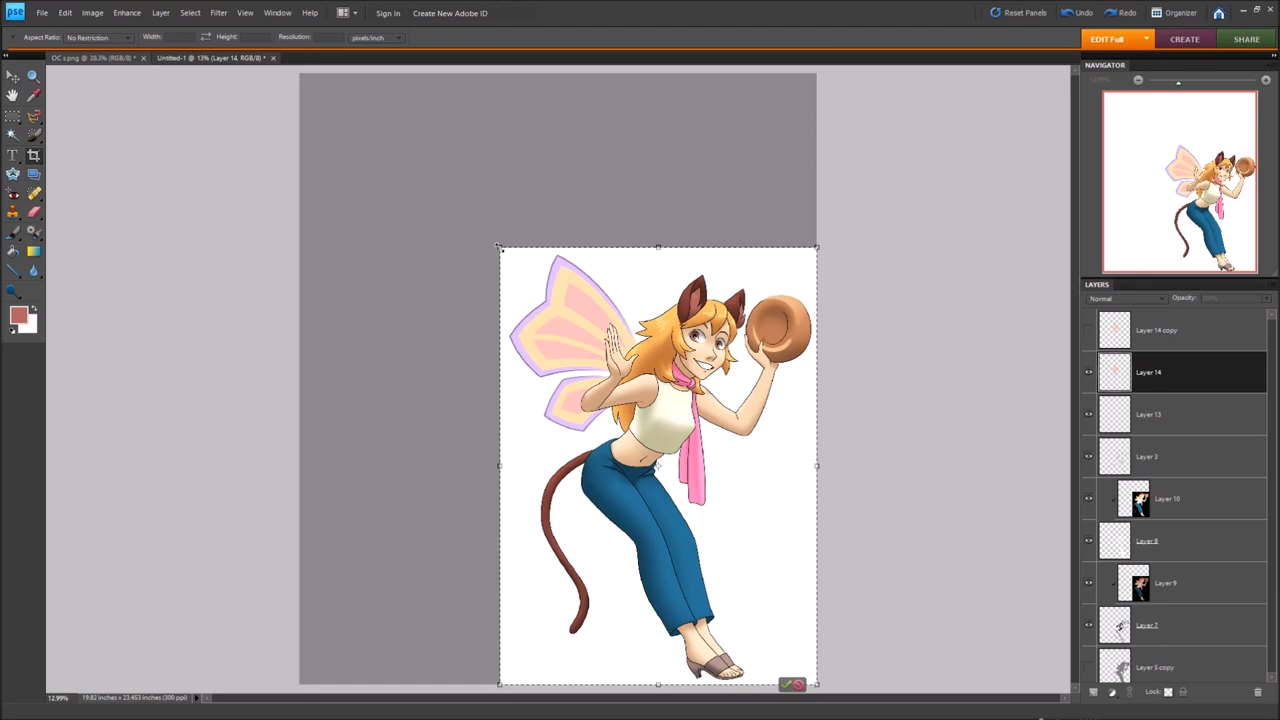 pse File Edit Image Enhance Layer Select Filter View Window Help Sign In Create New Adobe ID Reset Panels Undo Redo Organizer
Aspect Ratio: No Restriction Width: Height: Resolution: pixels/inch EDIT Full CREATE SHARE
OC s.png @ 28.3% (RGB/8) * Untitled-1 @ 13% (Layer 14, RGB/8) *
NAVIGATOR
LAYERS
Normal Opacity:
Layer 14 copy
Layer 14
Layer 13
Layer 3
Layer 10
Layer 8
Layer 9
Layer 7
Layer 5 copy
Lock:
12.99% 19.82 inches x 23.453 inches (300 ppi)